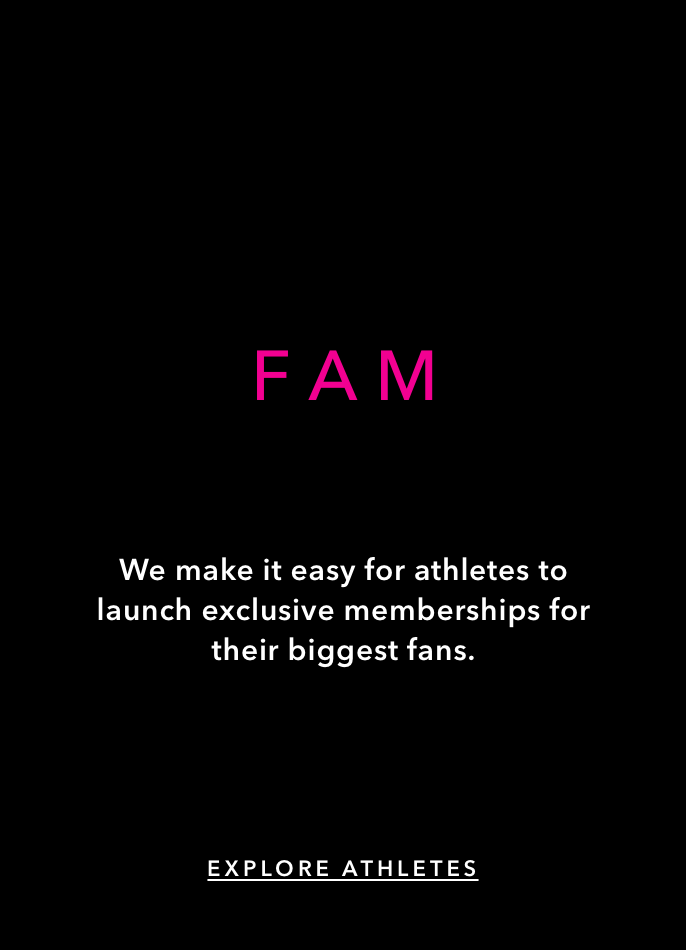 FAM
We make it easy for athletes to
launch exclusive memberships for
their biggest fans.
EXPLORE ATHLETES